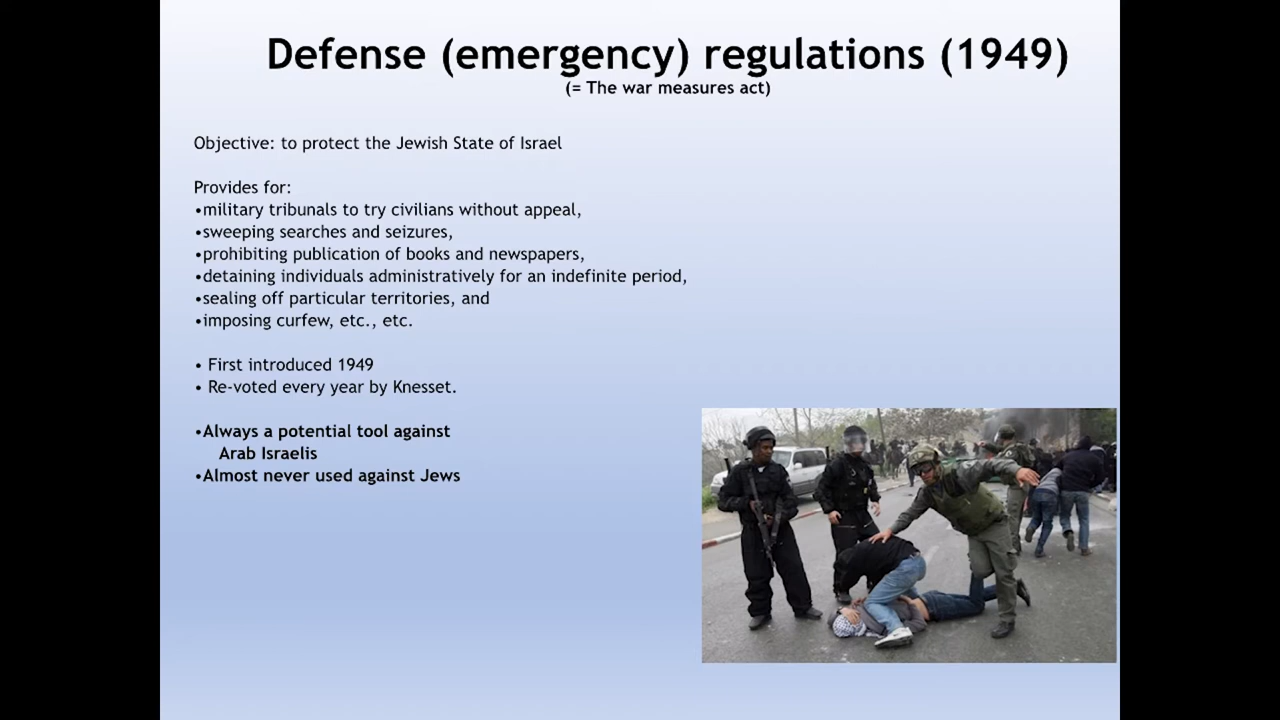 Defense (emergency) regulations (1949)
(= The war measures act)
Objective: to protect the Jewish State of Israel
Provides for:
•military tribunals to try civilians without appeal,
•sweeping searches and seizures,
•prohibiting publication of books and newspapers,
•detaining individuals administratively for an indefinite period,
•sealing off particular territories, and
•imposing curfew, etc., etc.
• First introduced 1949
• Re-voted every year by Knesset.
•Always a potential tool against
Arab Israelis
•Almost never used against Jews